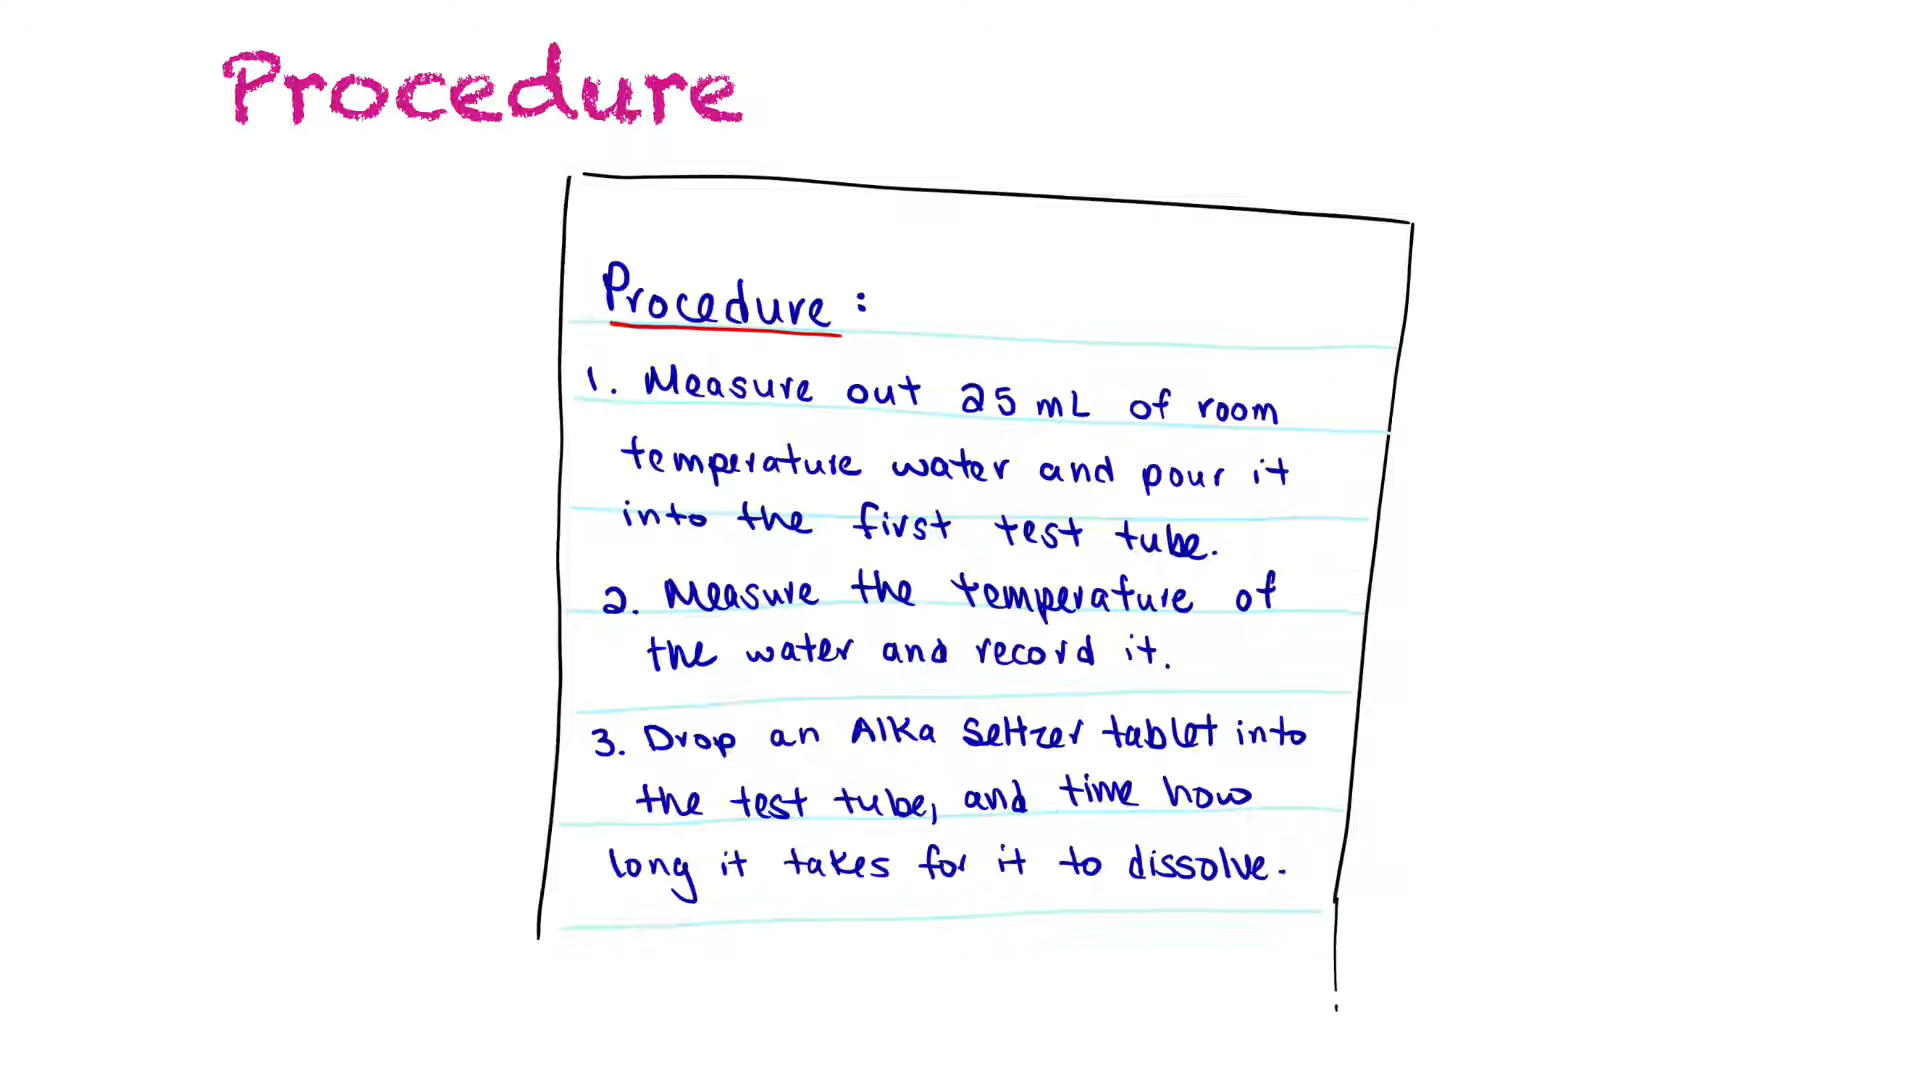 Procedure
Procedure:
1. Measure out 25 mL of room
temperature water and pour it
into the first test tube.
2. Measure the temperature of
the water and record it.
3. Drop an Alka Seltzer tablet into
the test tube, and time how
long it takes for it to dissolve.